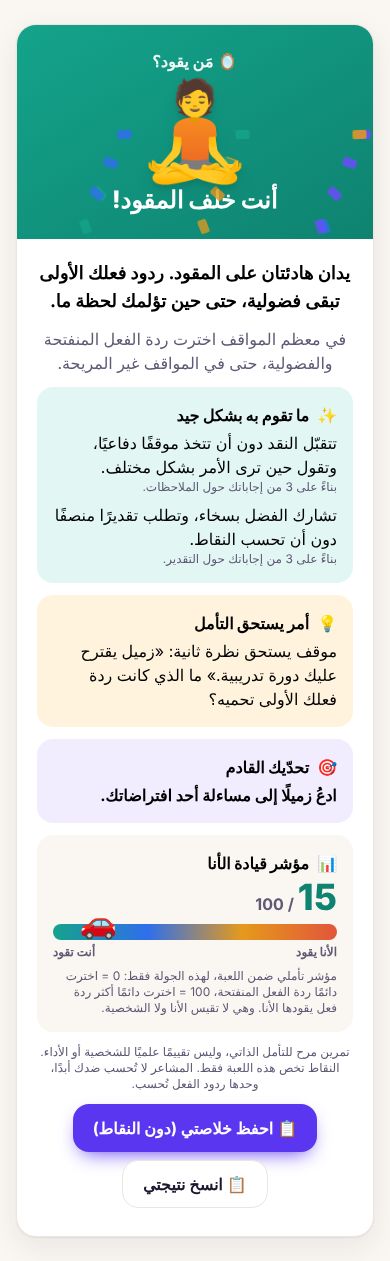 🪞 مَن يقود؟
أنت خلف المقود!
يدان هادئتان على المقود. ردود فعلك الأولى
تبقى فضولية، حتى حين تؤلمك لحظة ما.
في معظم المواقف اخترت ردة الفعل المنفتحة
والفضولية، حتى في المواقف غير المريحة.
✨ ما تقوم به بشكل جيد
تتقبّل النقد دون أن تتخذ موقفًا دفاعيًا،
وتقول حين ترى الأمر بشكل مختلف.
بناءً على 3 من إجاباتك حول الملاحظات.
تشارك الفضل بسخاء، وتطلب تقديرًا منصفًا
دون أن تحسب النقاط.
بناءً على 3 من إجاباتك حول التقدير.
💡 أمر يستحق التأمل
موقف يستحق نظرة ثانية: «زميل يقترح
عليك دورة تدريبية.» ما الذي كانت ردة
فعلك الأولى تحميه؟
🎯 تحدّيك القادم
ادعُ زميلًا إلى مساءلة أحد افتراضاتك.
📊 مؤشر قيادة الأنا
15 / 100
الأنا يقود
أنت تقود
مؤشر تأملي ضمن اللعبة، لهذه الجولة فقط: 0 = اخترت
دائمًا ردة الفعل المنفتحة، 100 = اخترت دائمًا أكثر ردة
فعل يقودها الأنا. وهي لا تقيس الأنا ولا الشخصية.
تمرين مرح للتأمل الذاتي، وليس تقييمًا علميًا للشخصية أو الأداء.
النقاط تخص هذه اللعبة فقط. المشاعر لا تُحسب ضدك أبدًا،
وحدها ردود الفعل تُحسب.
📋 احفظ خلاصتي (دون النقاط)
📋 انسخ نتيجتي